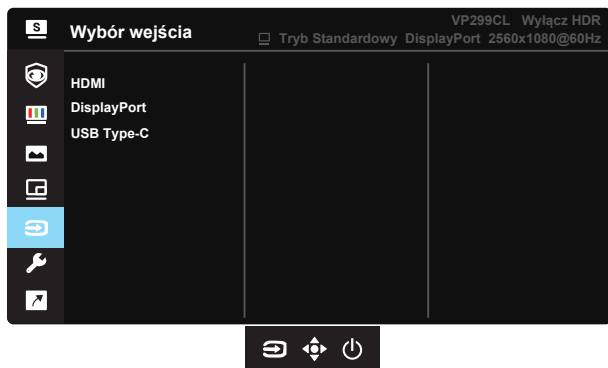 S
Wybór wejścia
VP299CL Wyłącz HDR
Tryb Standardowy DisplayPort 2560x1080@60Hz
HDMI
DisplayPort
USB Type-C